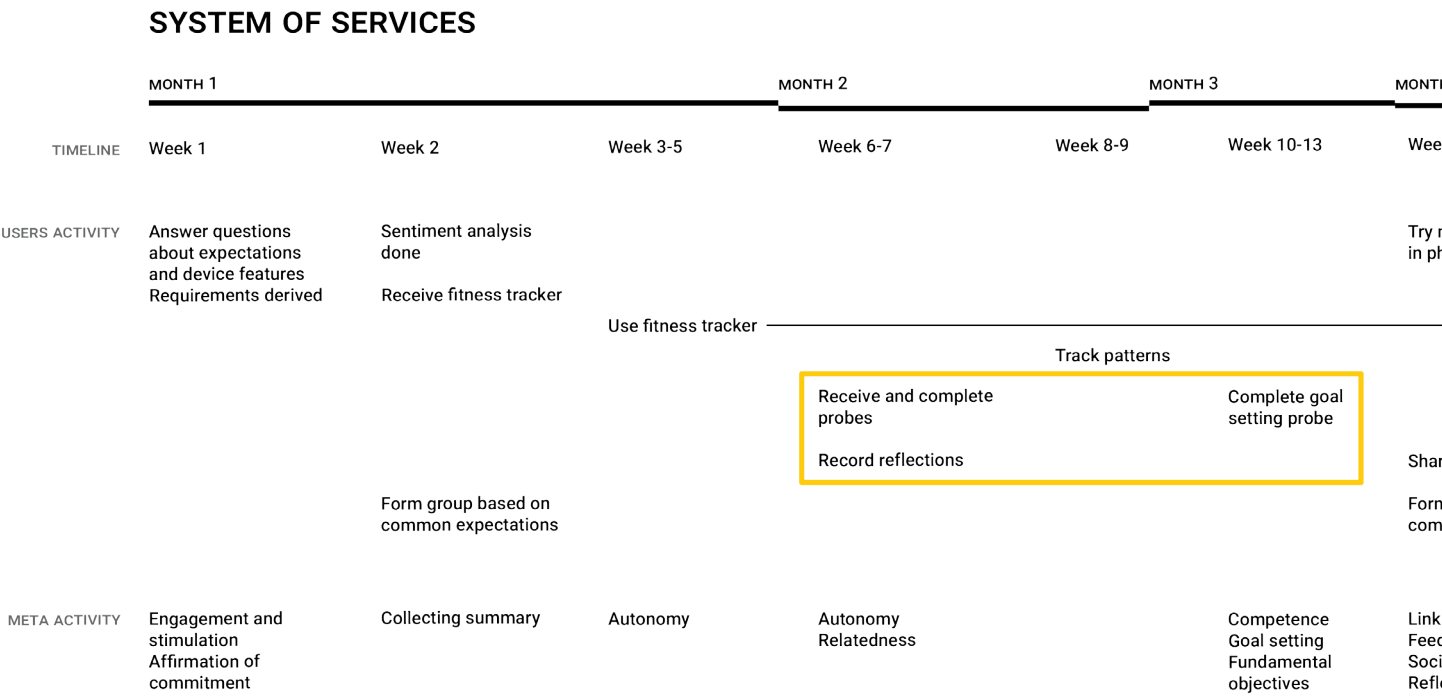 SYSTEM OF SERVICES
MONTH 1
MONTH 2
MONTH 3
TIMELINE
Week 1
Week 2
Week 3-5
Week 6-7
Week 8-9
Week 10-13
USERS ACTIVITY
Answer questions
about expectations
and device features
Requirements derived
Sentiment analysis
done
Receive fitness tracker
Try
in
Use fitness tracker
Track patterns
Receive and complete
probes
Record reflections
Complete goal
setting probe
Form group based on
common expectations
META ACTIVITY
Engagement and
stimulation
Affirmation of
commitment
Collecting summary
Autonomy
Autonomy
Relatedness
Competence
Goal setting
Fundamental
objectives
Link